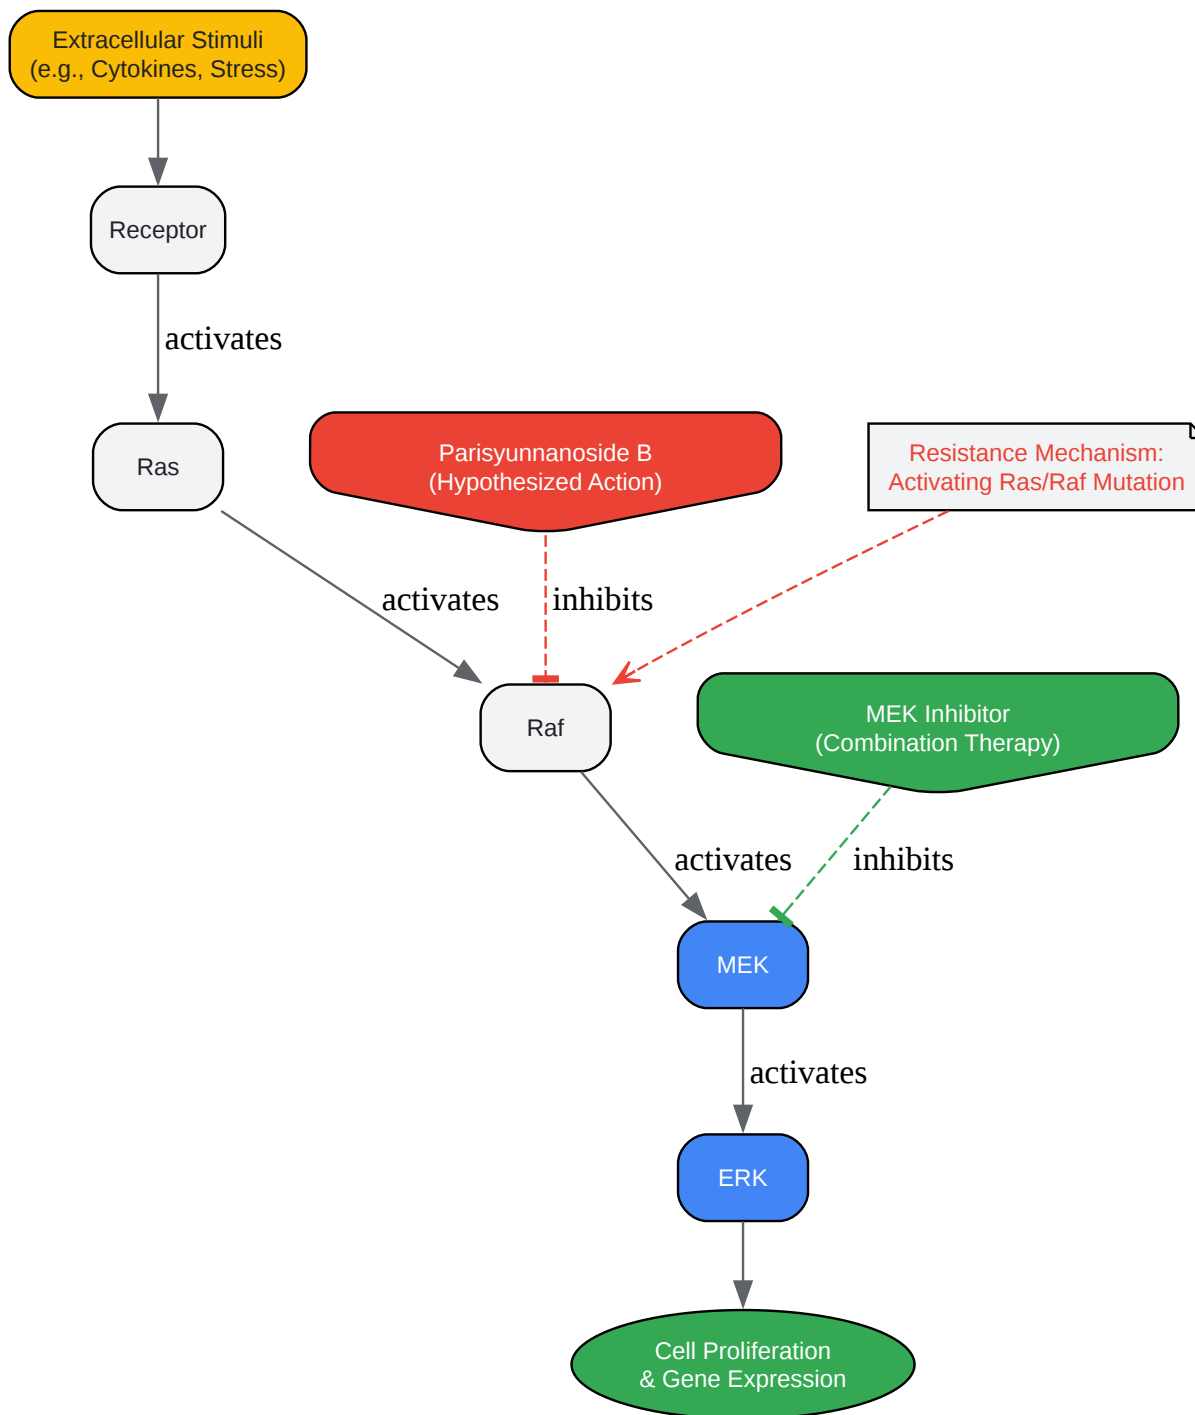 Extracellular Stimuli
(e.g., Cytokines, Stress)
Receptor
activates
Ras
Parisyunnanoside B
(Hypothesized Action)
Resistance Mechanism:
Activating Ras/Raf Mutation
activates
inhibits
Raf
MEK Inhibitor
(Combination Therapy)
activates
inhibits
MEK
activates
ERK
Cell Proliferation
& Gene Expression